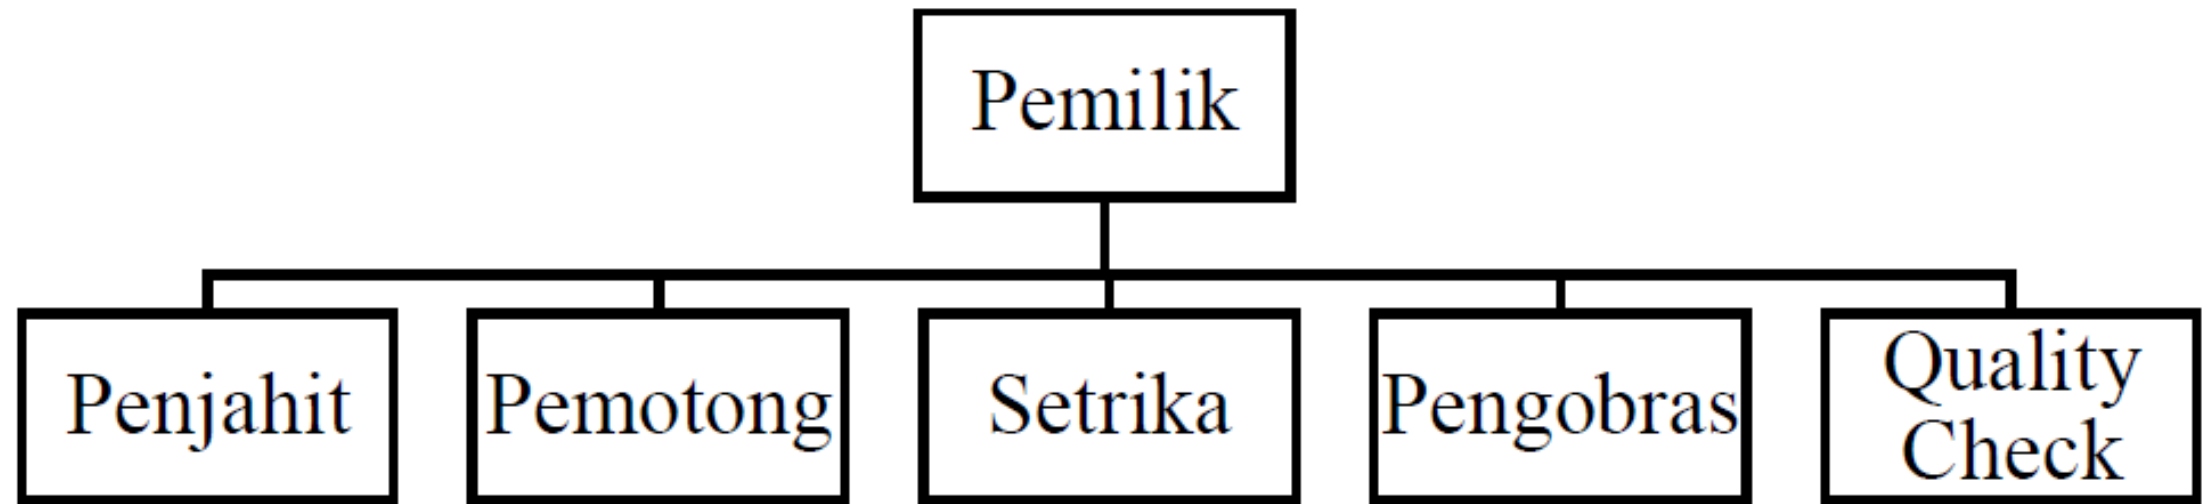 Pemilik
Penjahit
Pemotong
Setrika
Pengobras
Quality
Check